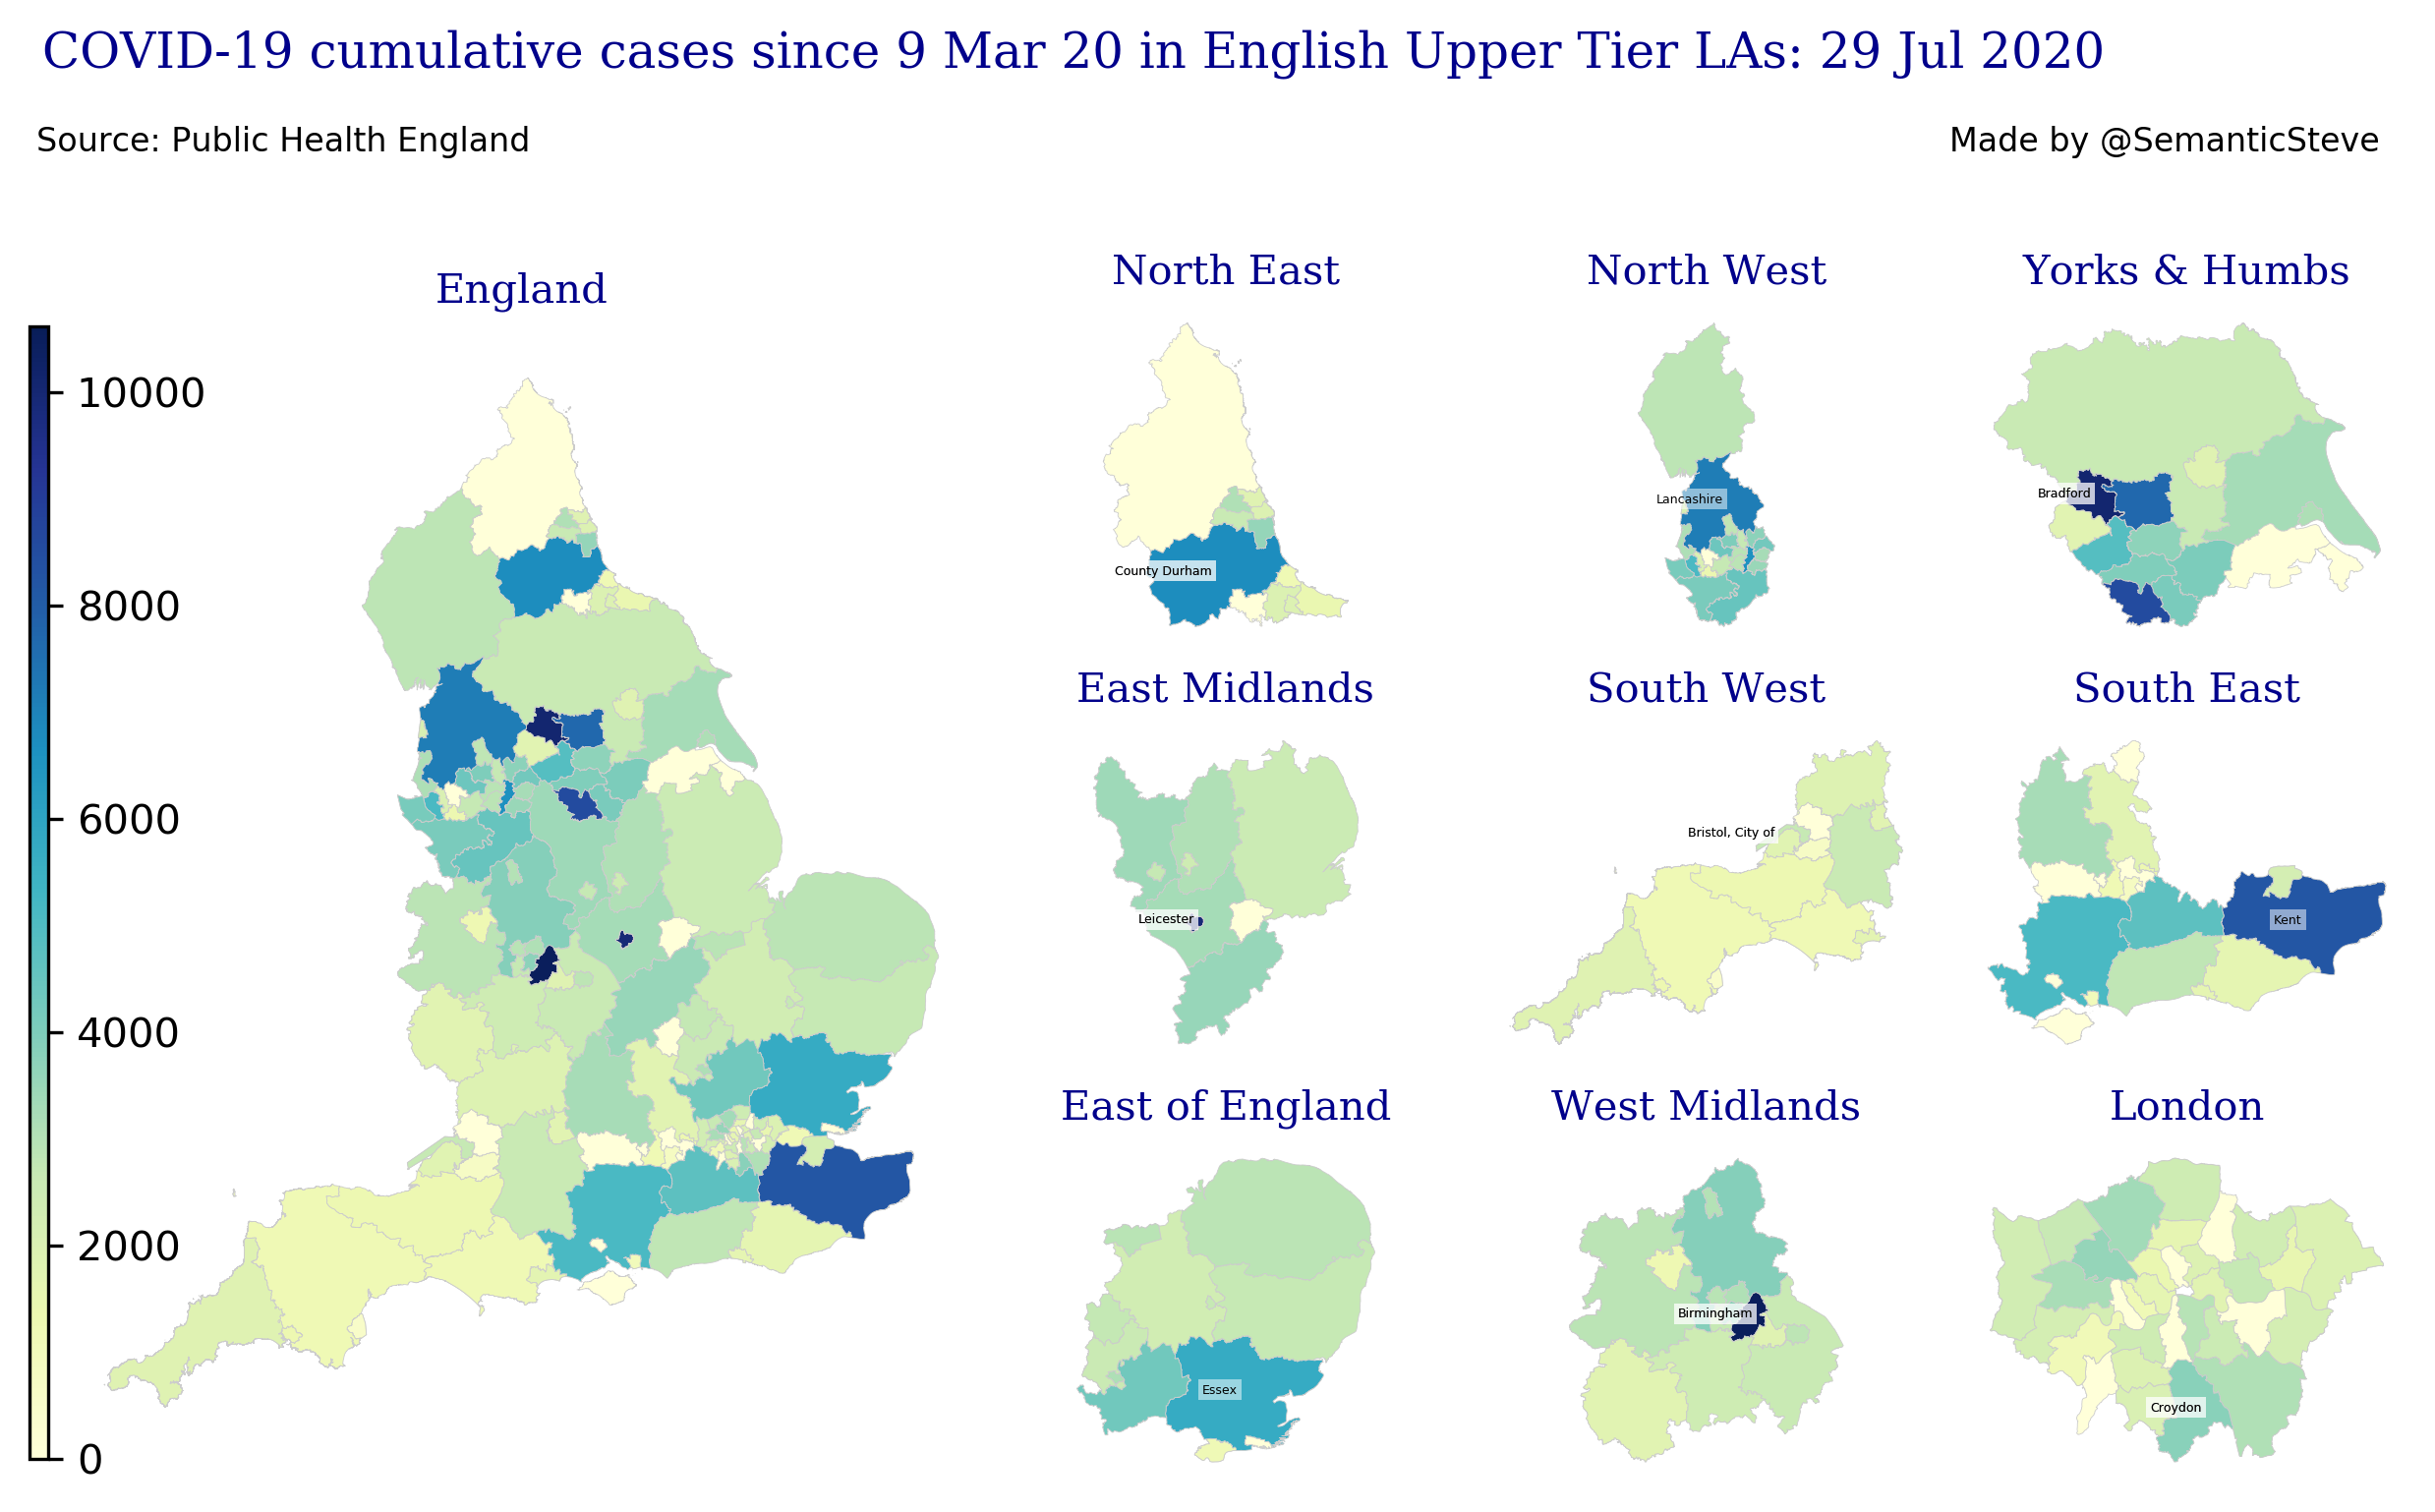 COVID-19 cumulative cases since 9 Mar 20 in English Upper Tier LAs: 29 Jul 2020
Source: Public Health England
Made by @SemanticSteve
England
10000
8000
6000
4000
2000
0
North East
County Durham
North West
Lancashire
Yorks & Humbs
Bradford
East Midlands
Leicester
South West
Bristol, City of
South East
Kent
East of England
Essex
West Midlands
Birmingham
London
Croydon